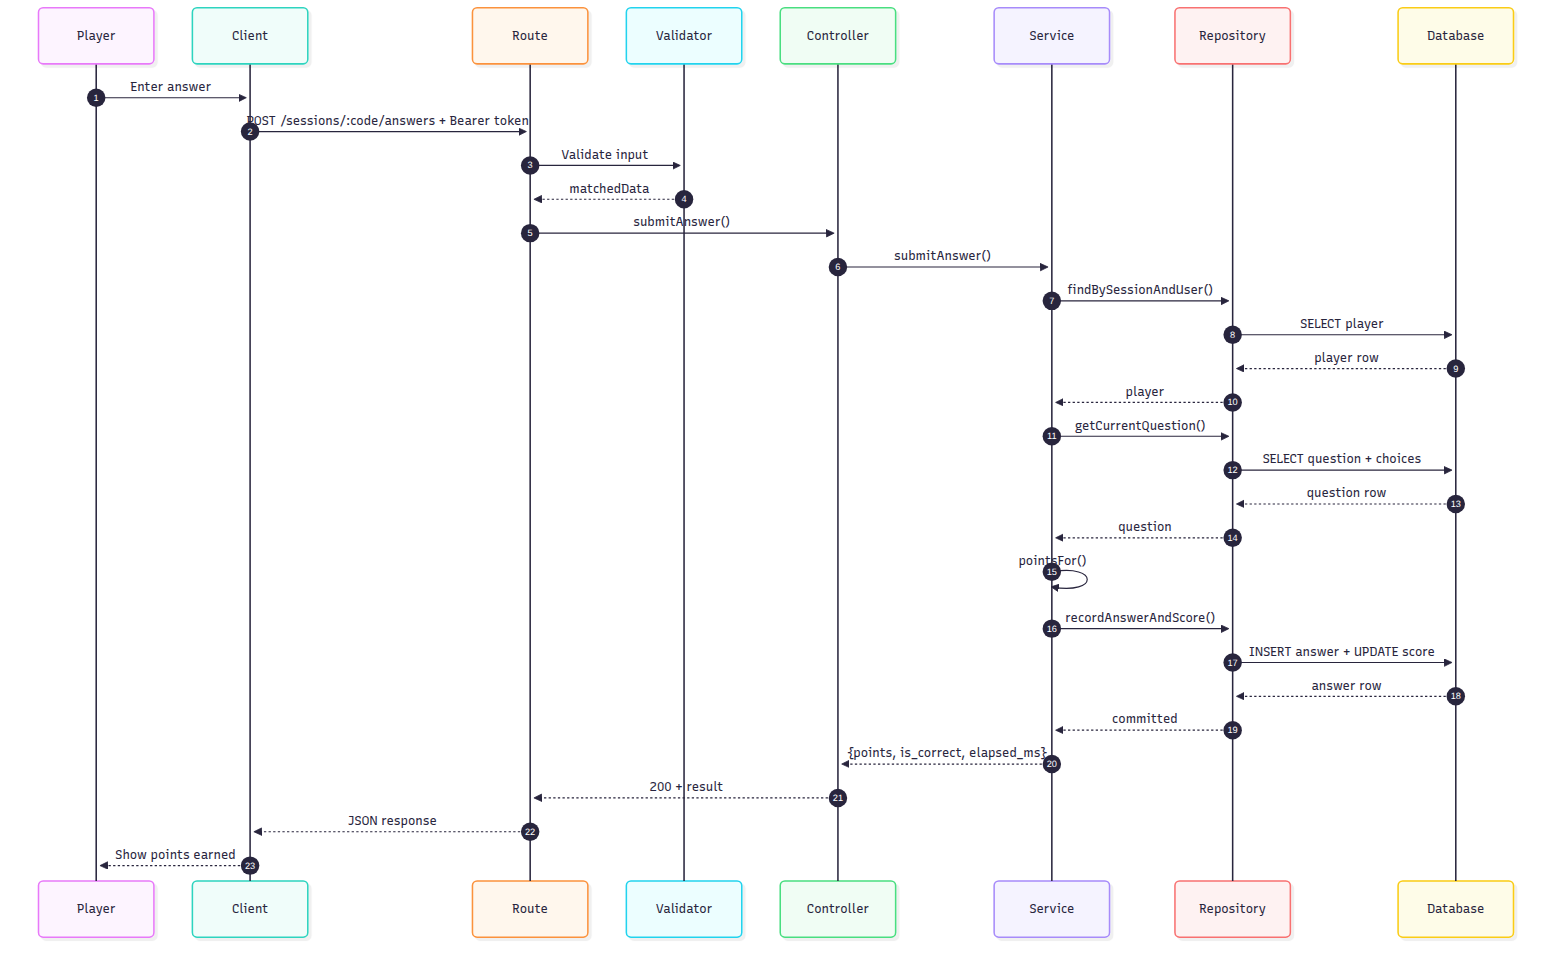 Player
Client
Route
Validator
Controller
Service
Repository
Database
Enter answer
1
POST /sessions/:code/answers + Bearer token
2
Validate input
3
matchedData
4
submitAnswer()
5
submitAnswer()
6
findBySessionAndUser()
7
SELECT player
8
player row
9
player
10
getCurrentQuestion()
11
SELECT question + choices
12
question row
13
question
14
pointsFor()
15
recordAnswerAndScore()
16
INSERT answer + UPDATE score
17
answer row
18
committed
19
{points, is_correct, elapsed_ms}
20
200 + result
21
JSON response
22
Show points earned
23
Player
Client
Route
Validator
Controller
Service
Repository
Database